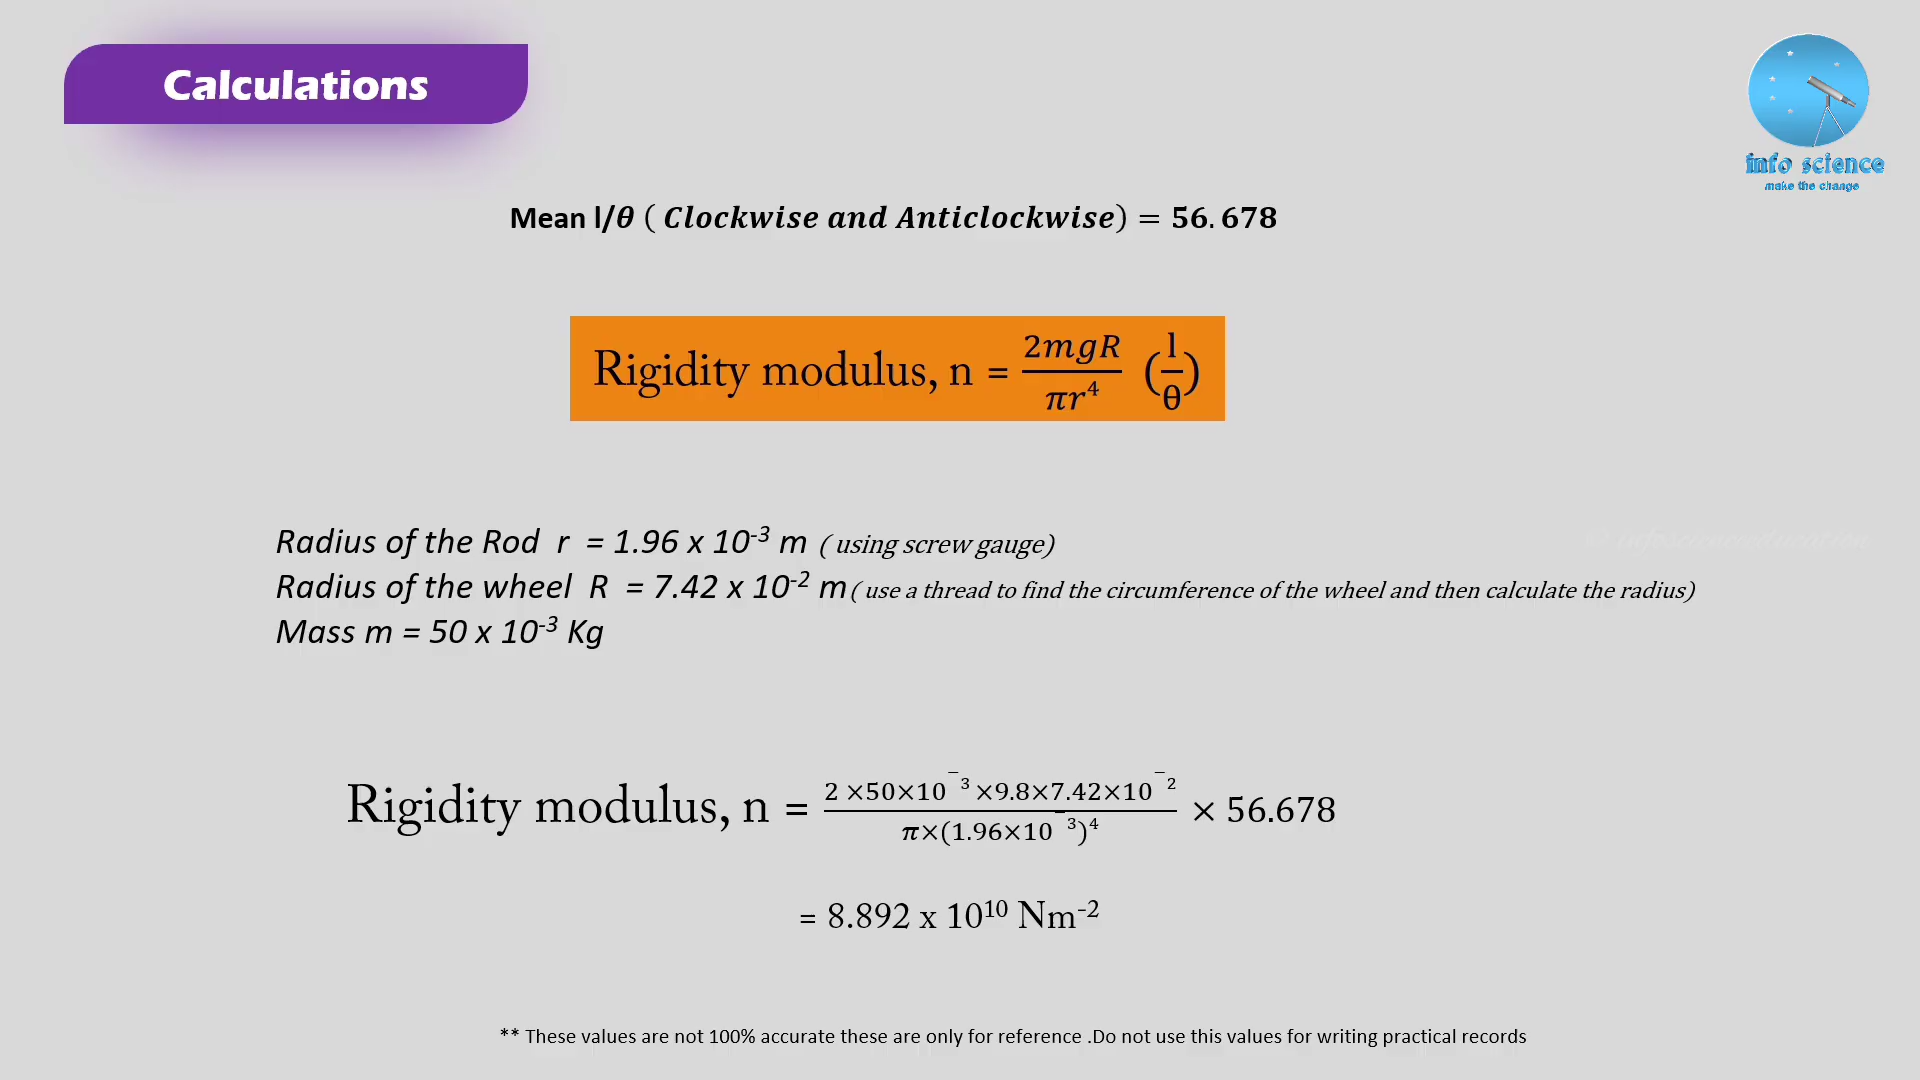 Calculations
info science
make the change
Mean l/θ ( Clockwise and Anticlockwise) = 56.678
Rigidity modulus, n = 2mgR/πr⁴ (l/θ)
Radius of the Rod r = 1.96 x 10⁻³ m ( using screw gauge)
Radius of the wheel R = 7.42 x 10⁻² m ( use a thread to find the circumference of the wheel and then calculate the radius)
Mass m = 50 x 10⁻³ Kg
Rigidity modulus, n = 2 ×50×10⁻³ ×9.8×7.42×10⁻²/π×(1.96×10⁻³)⁴ × 56.678
= 8.892 x 10¹⁰ Nm⁻²
** These values are not 100% accurate these are only for reference .Do not use this values for writing practical records